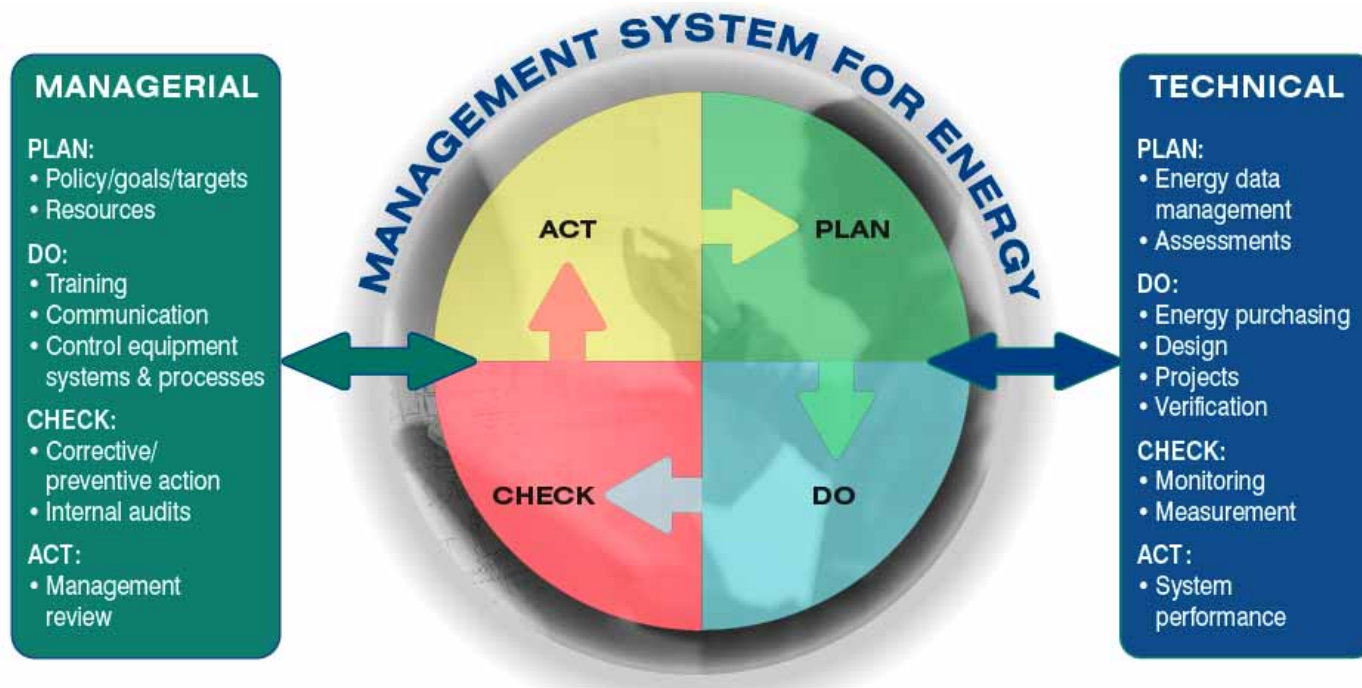 MANAGEMENT SYSTEM FOR ENERGY
MANAGERIAL
PLAN:
• Policy/goals/targets
• Resources
DO:
• Training
• Communication
• Control equipment
systems & processes
CHECK:
• Corrective/
preventive action
• Internal audits
ACT:
• Management
review
ACT
PLAN
CHECK
DO
TECHNICAL
PLAN:
• Energy data
management
• Assessments
DO:
• Energy purchasing
• Design
• Projects
• Verification
CHECK:
• Monitoring
• Measurement
ACT:
• System
performance